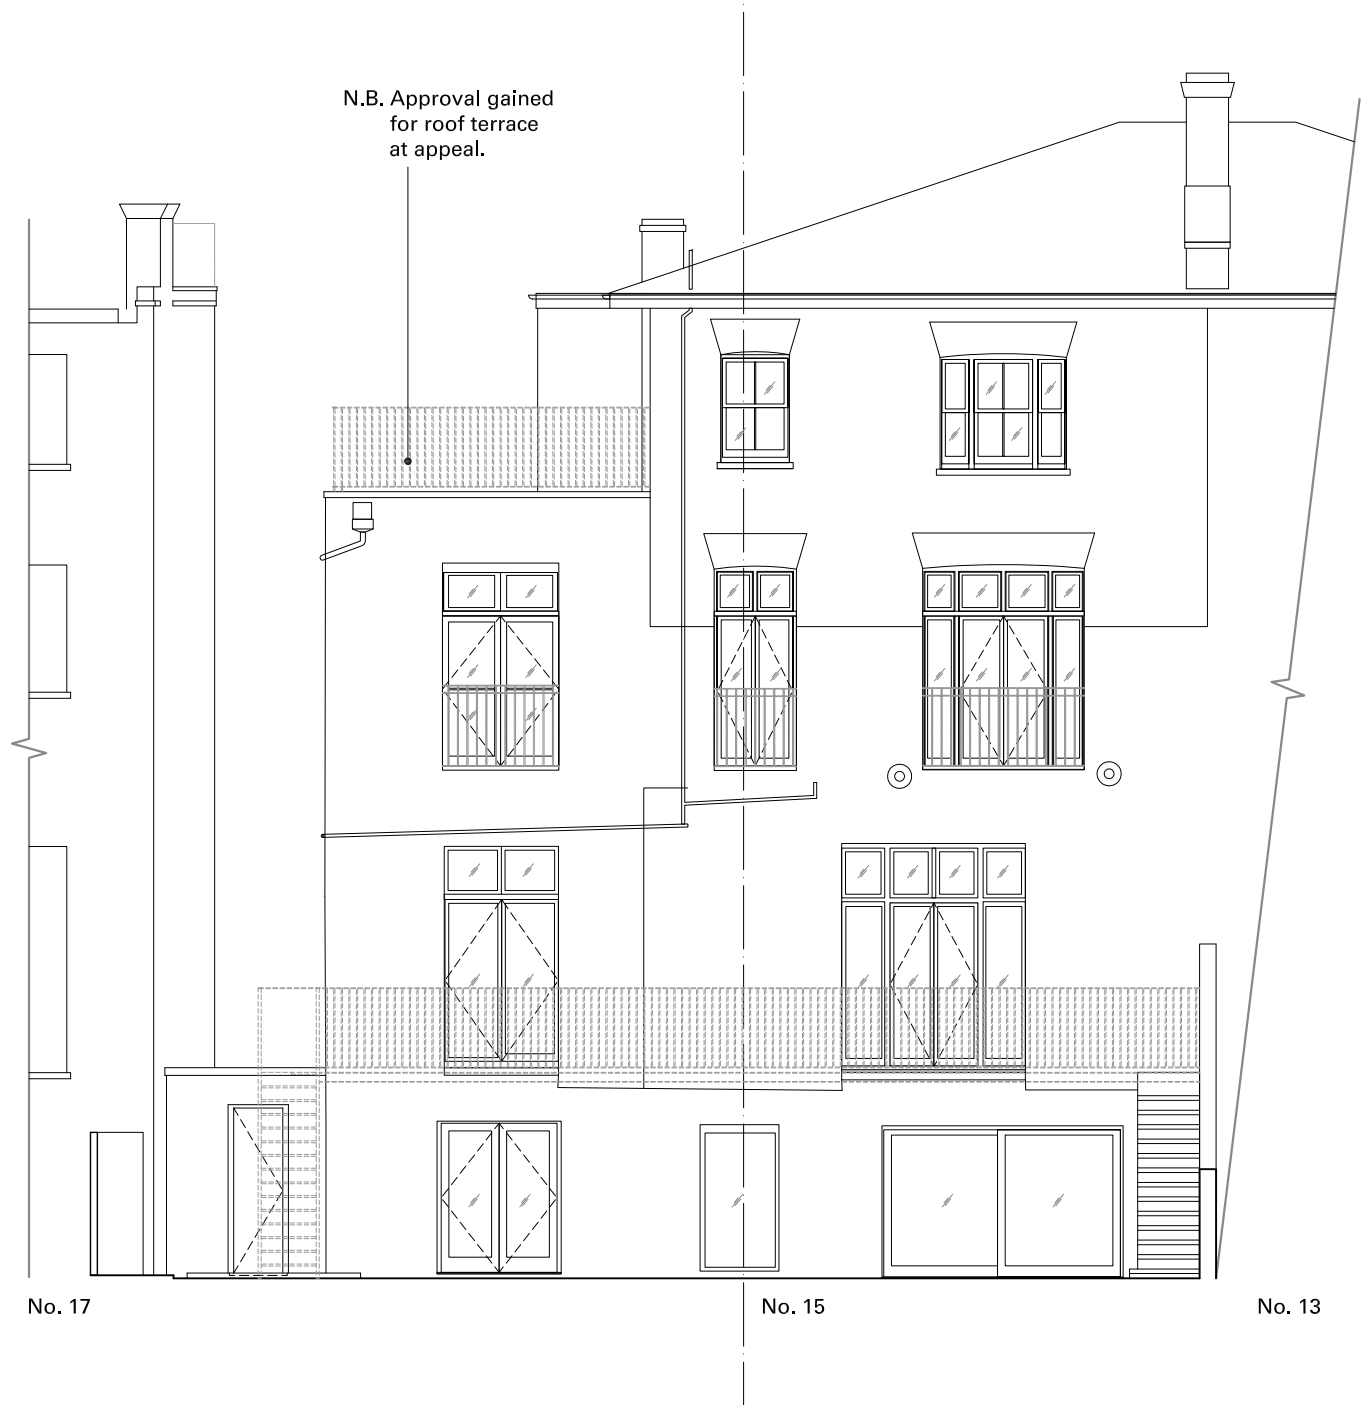 N.B. Approval gained
for roof terrace
at appeal.
No. 17
No. 15
No. 13